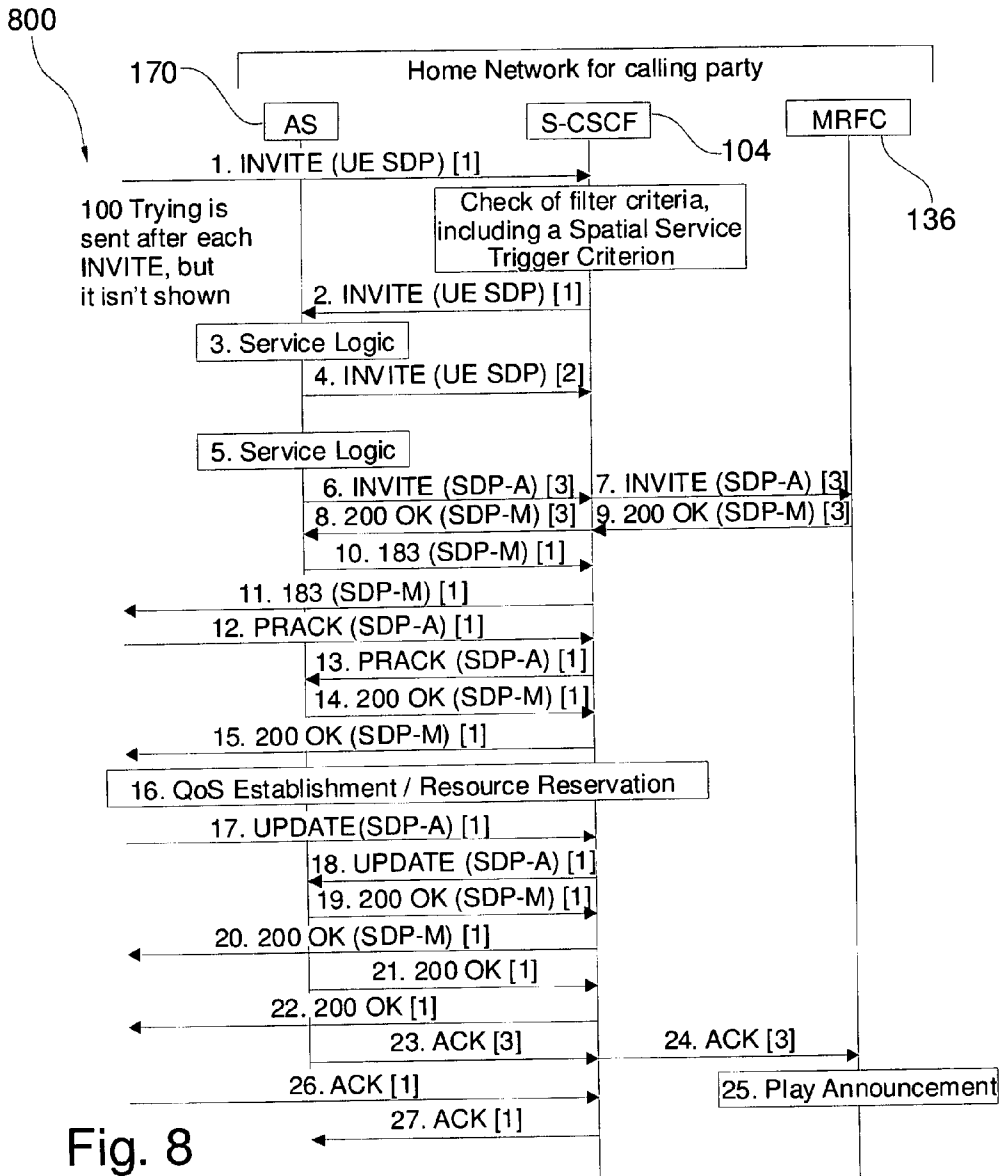 800
Home Network for calling party
170
AS
S-CSCF
MRFC
104
136
1. INVITE (UE SDP) [1]
100 Trying is
sent after each
INVITE, but
it isn't shown
Check of filter criteria,
including a Spatial Service
Trigger Criterion
2. INVITE (UE SDP) [1]
3. Service Logic
4. INVITE (UE SDP) [2]
5. Service Logic
6. INVITE (SDP-A) [3]
7. INVITE (SDP-A) [3]
8. 200 OK (SDP-M) [3]
9. 200 OK (SDP-M) [3]
10. 183 (SDP-M) [1]
11. 183 (SDP-M) [1]
12. PRACK (SDP-A) [1]
13. PRACK (SDP-A) [1]
14. 200 OK (SDP-M) [1]
15. 200 OK (SDP-M) [1]
16. QoS Establishment / Resource Reservation
17. UPDATE(SDP-A) [1]
18. UPDATE (SDP-A) [1]
19. 200 OK (SDP-M) [1]
20. 200 OK (SDP-M) [1]
21. 200 OK [1]
22. 200 OK [1]
23. ACK [3]
24. ACK [3]
25. Play Announcement
26. ACK [1]
27. ACK [1]
Fig. 8